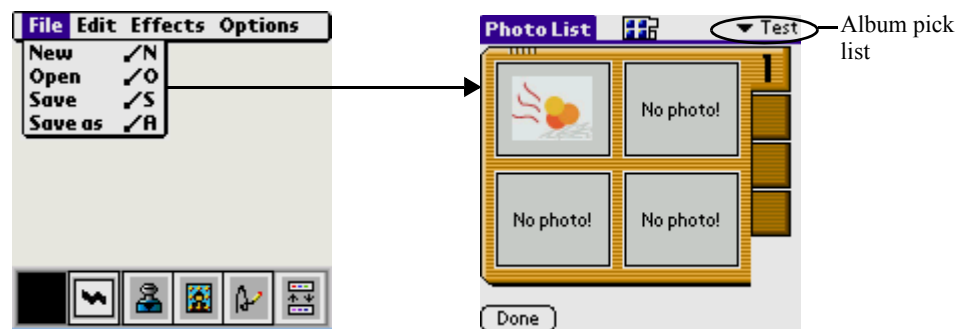 File Edit Effects Options
New ✓N
Open ✓O
Save ✓S
Save as ✓A
Photo List
Test
Album pick
list
1
No photo!
No photo! No photo!
Done